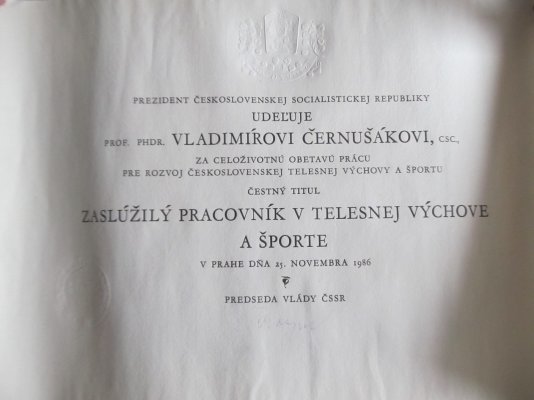 PREZIDENT ČESKOSLOVENSKEJ SOCIALISTICKEJ REPUBLIKY
UDEĽUJE
PROF. PHDR. VLADIMÍROVI ČERNUŠÁKOVI, CSC.,
ZA CELOŽIVOTNÚ OBETAVÚ PRÁCU
PRE ROZVOJ ČESKOSLOVENSKEJ TELESNEJ VÝCHOVY A ŠPORTU
ČESTNÝ TITUL
ZASLÚŽILÝ PRACOVNÍK V TELESNEJ VÝCHOVE
A ŠPORTE
V PRAHE DŇA 25. NOVEMBRA 1986
PREDSEDA VLÁDY ČSSR